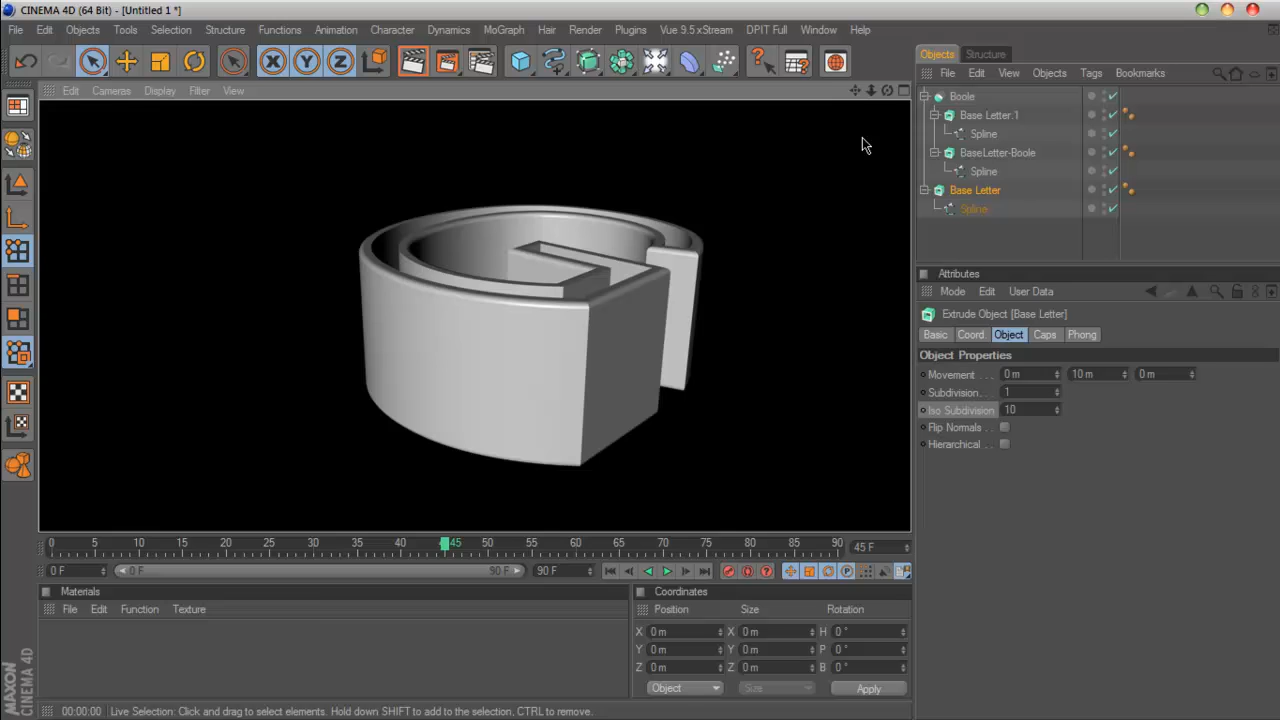 CINEMA 4D (64 Bit) - [Untitled 1 *]
File Edit Objects Tools Selection Structure Functions Animation Character Dynamics MoGraph Hair Render Plugins Vue 9.5 xStream DPIT Full Window Help
X Y Z
Objects Structure
File Edit View Objects Tags Bookmarks
Edit Cameras Display Filter View
Boole
Base Letter:1
Spline
BaseLetter-Boole
Spline
Base Letter
Spline
Attributes
Mode Edit User Data
Extrude Object [Base Letter]
Basic Coord Object Caps Phong
Object Properties
Movement . . . . 0 m 10 m 0 m
Subdivision. . 1
Iso Subdivision 10
Flip Normals . .
Hierarchical . .
0 5 10 15 20 25 30 35 40 45 50 55 60 65 70 75 80 85 90 45 F
0 F 0 F 90 F 90 F
Materials
File Edit Function Texture
Coordinates
Position Size Rotation
X 0 m X 0 m H 0 °
Y 0 m Y 0 m P 0 °
Z 0 m Z 0 m B 0 °
Object Size Apply
MAXON
CINEMA 4D
00:00:00 Live Selection: Click and drag to select elements. Hold down SHIFT to add to the selection, CTRL to remove.